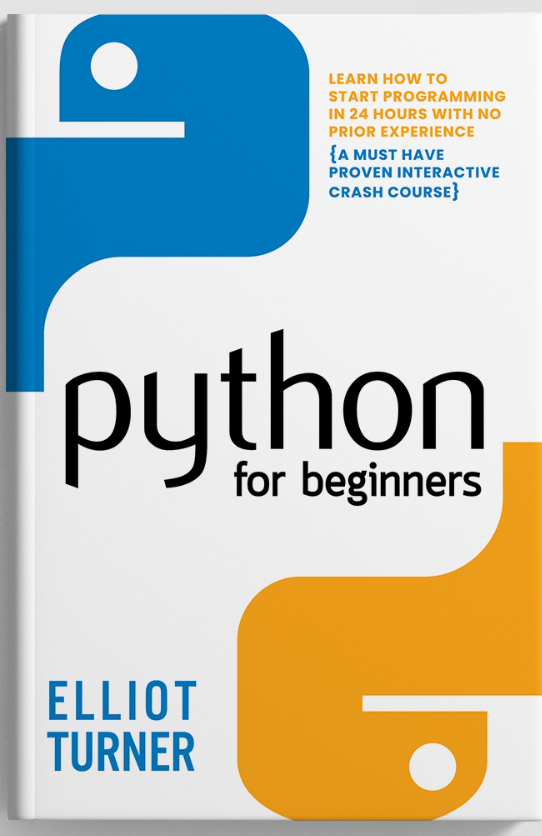 LEARN HOW TO
START PROGRAMMING
IN 24 HOURS WITH NO
PRIOR EXPERIENCE
{A MUST HAVE
PROVEN INTERACTIVE
CRASH COURSE}
python
for beginners
ELLIOT
TURNER